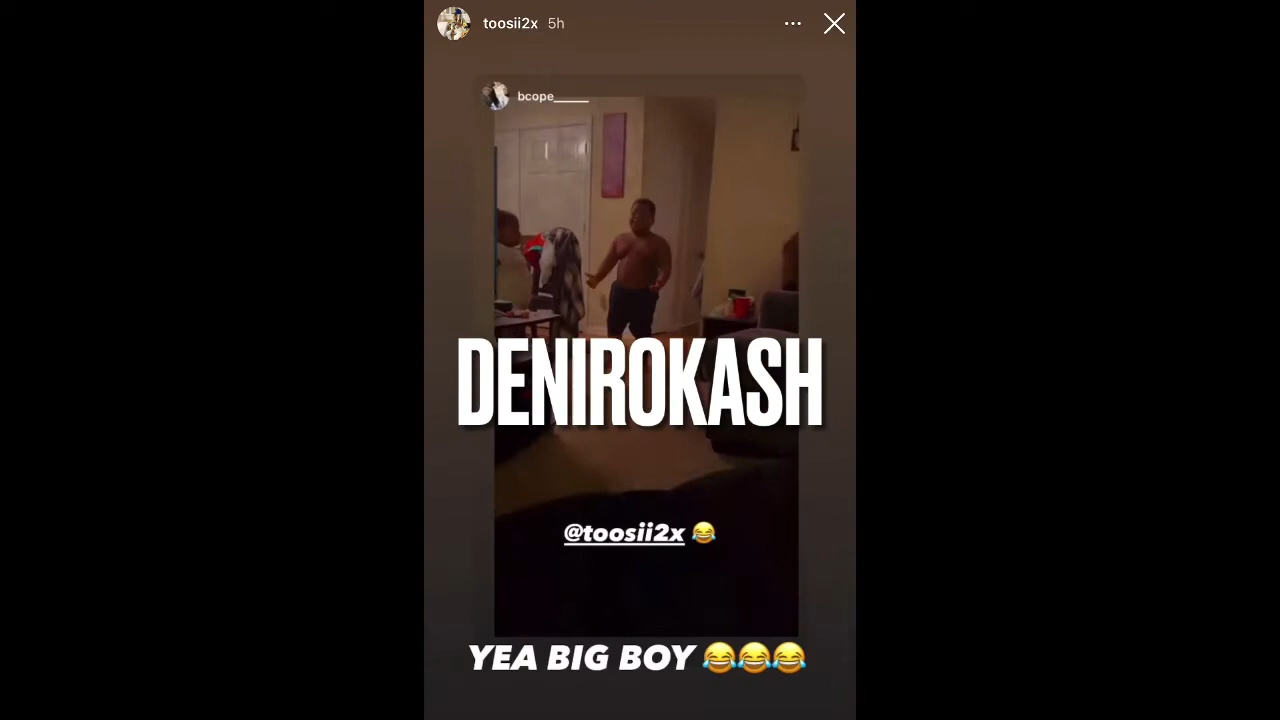 toosii2x 5h
bcope_____
DENIROKASH
@toosii2x 😂
YEA BIG BOY 😂😂😂